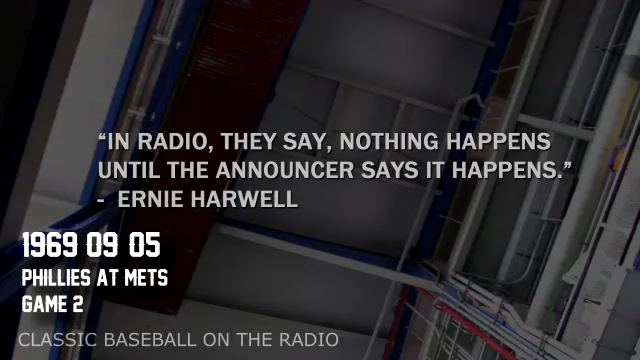 “IN RADIO, THEY SAY, NOTHING HAPPENS
UNTIL THE ANNOUNCER SAYS IT HAPPENS.”
- ERNIE HARWELL
1969 09 05
PHILLIES AT METS
GAME 2
CLASSIC BASEBALL ON THE RADIO